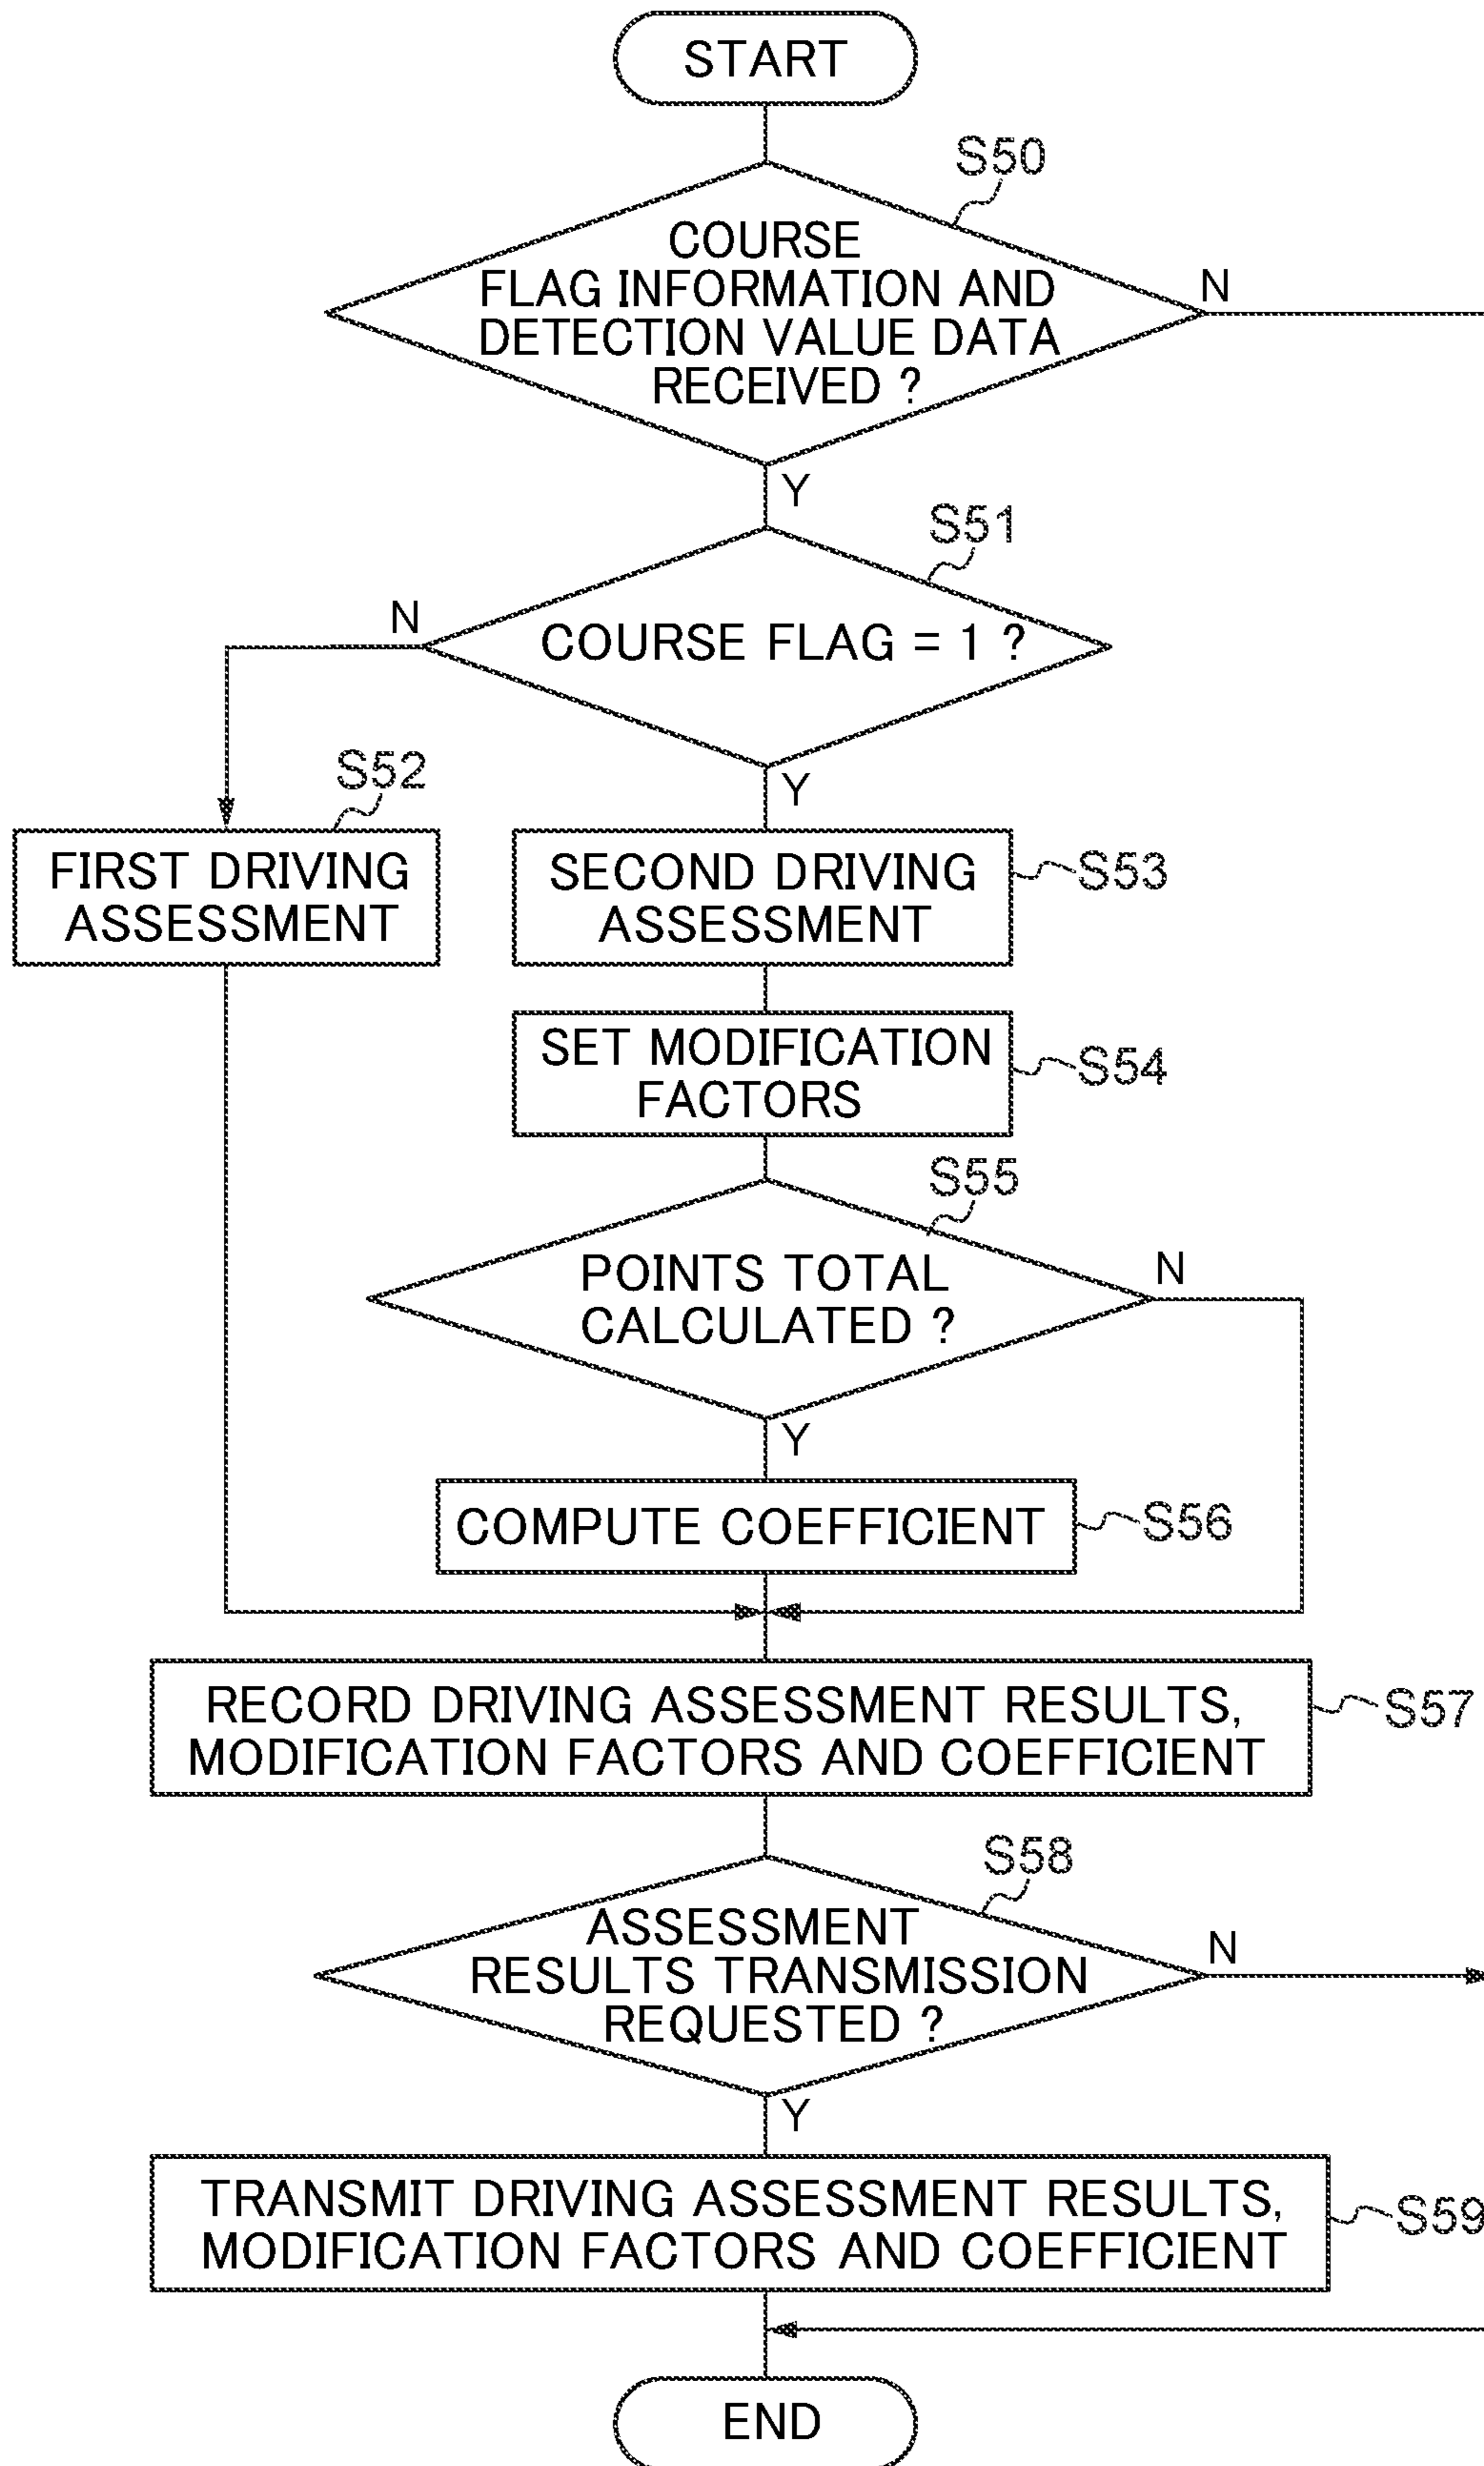 START
S50
COURSE
FLAG INFORMATION AND
DETECTION VALUE DATA
RECEIVED ?
N
Y
S51
COURSE FLAG = 1 ?
N
Y
S52
FIRST DRIVING
ASSESSMENT
SECOND DRIVING
ASSESSMENT
S53
SET MODIFICATION
FACTORS
S54
S55
POINTS TOTAL
CALCULATED ?
N
Y
COMPUTE COEFFICIENT
S56
RECORD DRIVING ASSESSMENT RESULTS,
MODIFICATION FACTORS AND COEFFICIENT
S57
S58
ASSESSMENT
RESULTS TRANSMISSION
REQUESTED ?
N
Y
TRANSMIT DRIVING ASSESSMENT RESULTS,
MODIFICATION FACTORS AND COEFFICIENT
S59
END